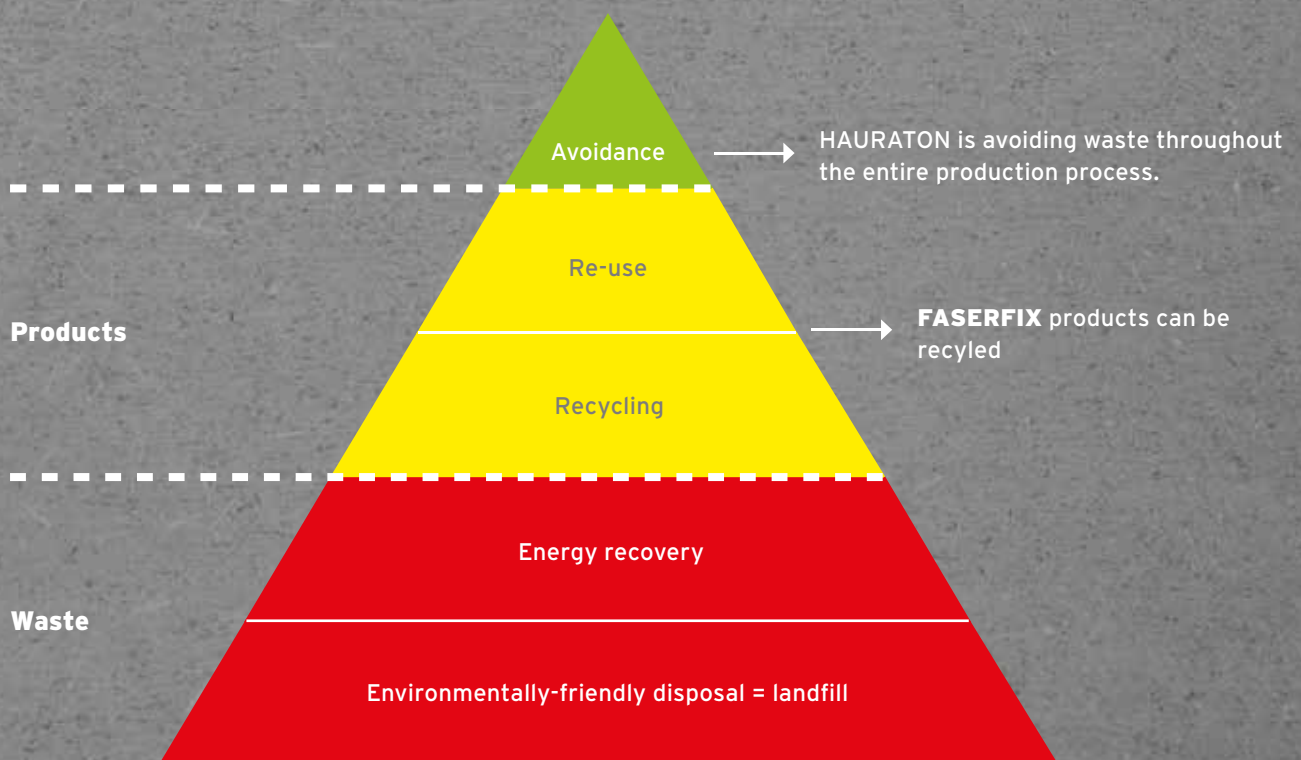 Avoidance
HAURATON is avoiding waste throughout
the entire production process.
Re-use
Products
FASERFIX products can be
recyled
Recycling
Energy recovery
Waste
Environmentally-friendly disposal = landfill